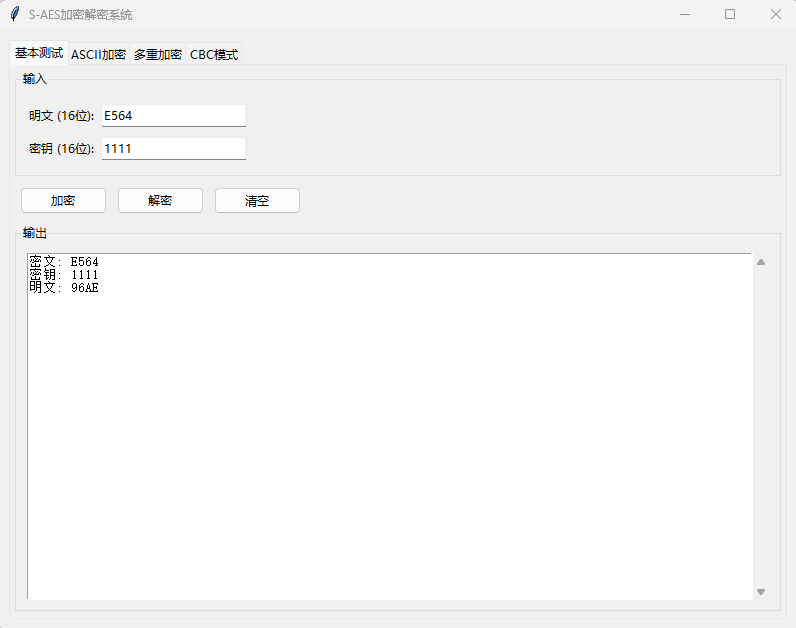 S-AES加密解密系统
基本测试 ASCII加密 多重加密 CBC模式
输入
明文 (16位): E564
密钥 (16位): 1111
加密 解密 清空
输出
密文: E564
密钥: 1111
明文: 96AE